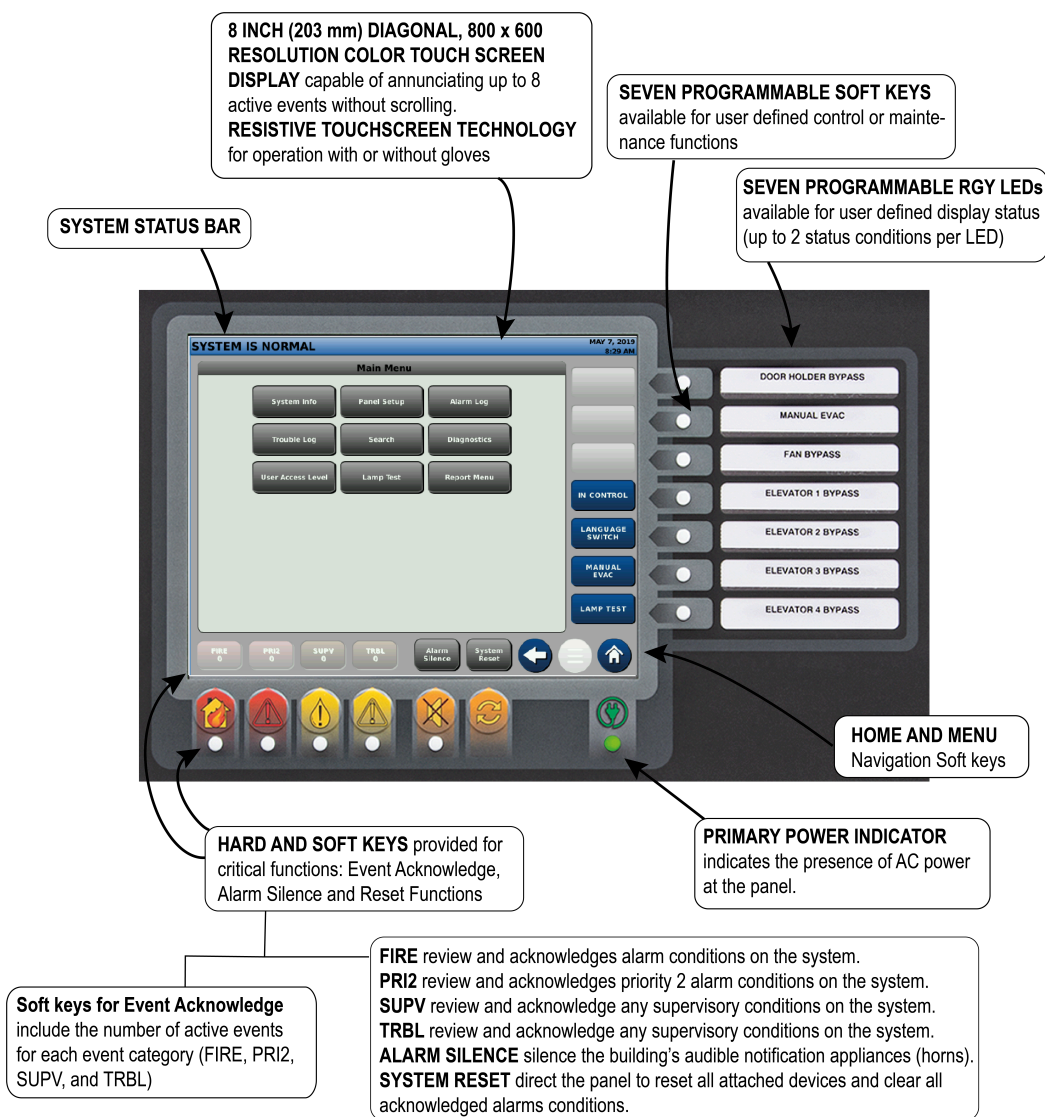 8 INCH (203 mm) DIAGONAL, 800 x 600
RESOLUTION COLOR TOUCH SCREEN
DISPLAY capable of annunciating up to 8
active events without scrolling.
RESISTIVE TOUCHSCREEN TECHNOLOGY
for operation with or without gloves
SEVEN PROGRAMMABLE SOFT KEYS
available for user defined control or mainte-
nance functions
SEVEN PROGRAMMABLE RGY LEDs
available for user defined display status
(up to 2 status conditions per LED)
SYSTEM STATUS BAR
SYSTEM IS NORMAL
MAY 7, 2019
8:29 AM
Main Menu
System Info
Panel Setup
Alarm Log
Trouble Log
Search
Diagnostics
User Access Level
Lamp Test
Report Menu
IN CONTROL
LANGUAGE
SWITCH
MANUAL
EVAC
LAMP TEST
DOOR HOLDER BYPASS
MANUAL EVAC
FAN BYPASS
ELEVATOR 1 BYPASS
ELEVATOR 2 BYPASS
ELEVATOR 3 BYPASS
ELEVATOR 4 BYPASS
FIRE
0
PRI2
0
SUPV
0
TRBL
0
Alarm
Silence
System
Reset
HOME AND MENU
Navigation Soft keys
HARD AND SOFT KEYS provided for
critical functions: Event Acknowledge,
Alarm Silence and Reset Functions
PRIMARY POWER INDICATOR
indicates the presence of AC power
at the panel.
Soft keys for Event Acknowledge
include the number of active events
for each event category (FIRE, PRI2,
SUPV, and TRBL)
FIRE review and acknowledges alarm conditions on the system.
PRI2 review and acknowledges priority 2 alarm conditions on the system.
SUPV review and acknowledge any supervisory conditions on the system.
TRBL review and acknowledge any supervisory conditions on the system.
ALARM SILENCE silence the building's audible notification appliances (horns).
SYSTEM RESET direct the panel to reset all attached devices and clear all
acknowledged alarms conditions.